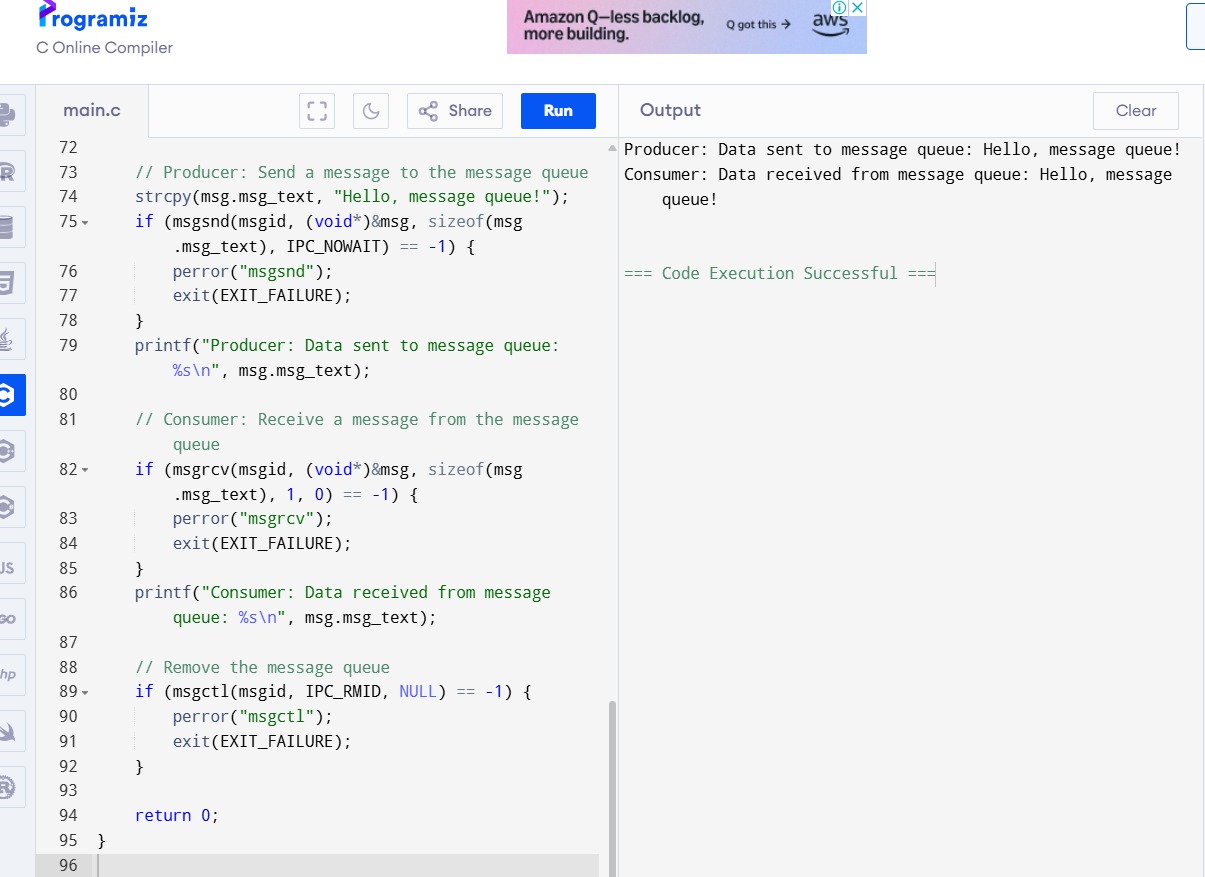 Programiz
C Online Compiler
Amazon Q—less backlog,
more building.
Q got this →
aws
main.c
Share
Run
Output
Clear
72
73 // Producer: Send a message to the message queue
74 strcpy(msg.msg_text, "Hello, message queue!");
75 if (msgsnd(msgid, (void*)&msg, sizeof(msg
.msg_text), IPC_NOWAIT) == -1) {
76 perror("msgsnd");
77 exit(EXIT_FAILURE);
78 }
79 printf("Producer: Data sent to message queue:
%s\n", msg.msg_text);
80
81 // Consumer: Receive a message from the message
queue
82 if (msgrcv(msgid, (void*)&msg, sizeof(msg
.msg_text), 1, 0) == -1) {
83 perror("msgrcv");
84 exit(EXIT_FAILURE);
85 }
86 printf("Consumer: Data received from message
queue: %s\n", msg.msg_text);
87
88 // Remove the message queue
89 if (msgctl(msgid, IPC_RMID, NULL) == -1) {
90 perror("msgctl");
91 exit(EXIT_FAILURE);
92 }
93
94 return 0;
95 }
96
Producer: Data sent to message queue: Hello, message queue!
Consumer: Data received from message queue: Hello, message
queue!
=== Code Execution Successful ===
R
JS
GO
hp
R